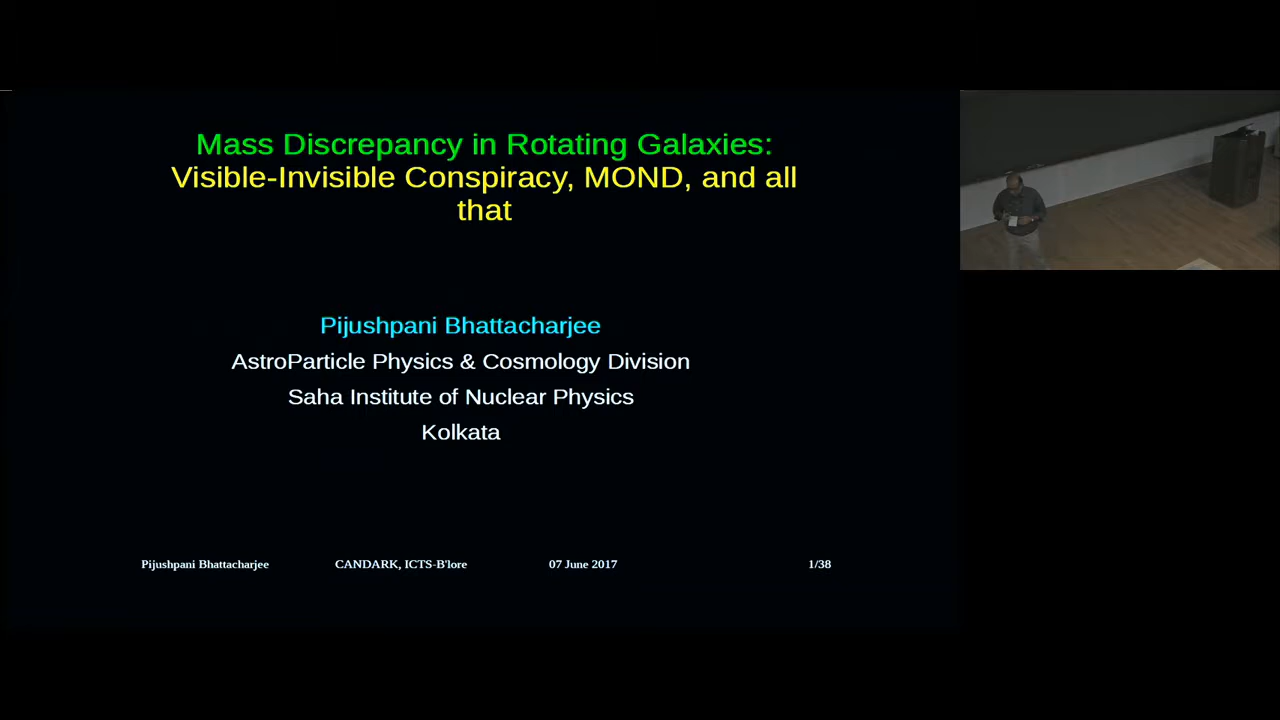 Mass Discrepancy in Rotating Galaxies:
Visible-Invisible Conspiracy, MOND, and all
that
Pijushpani Bhattacharjee
AstroParticle Physics & Cosmology Division
Saha Institute of Nuclear Physics
Kolkata
Pijushpani Bhattacharjee CANDARK, ICTS-B'lore 07 June 2017 1/38